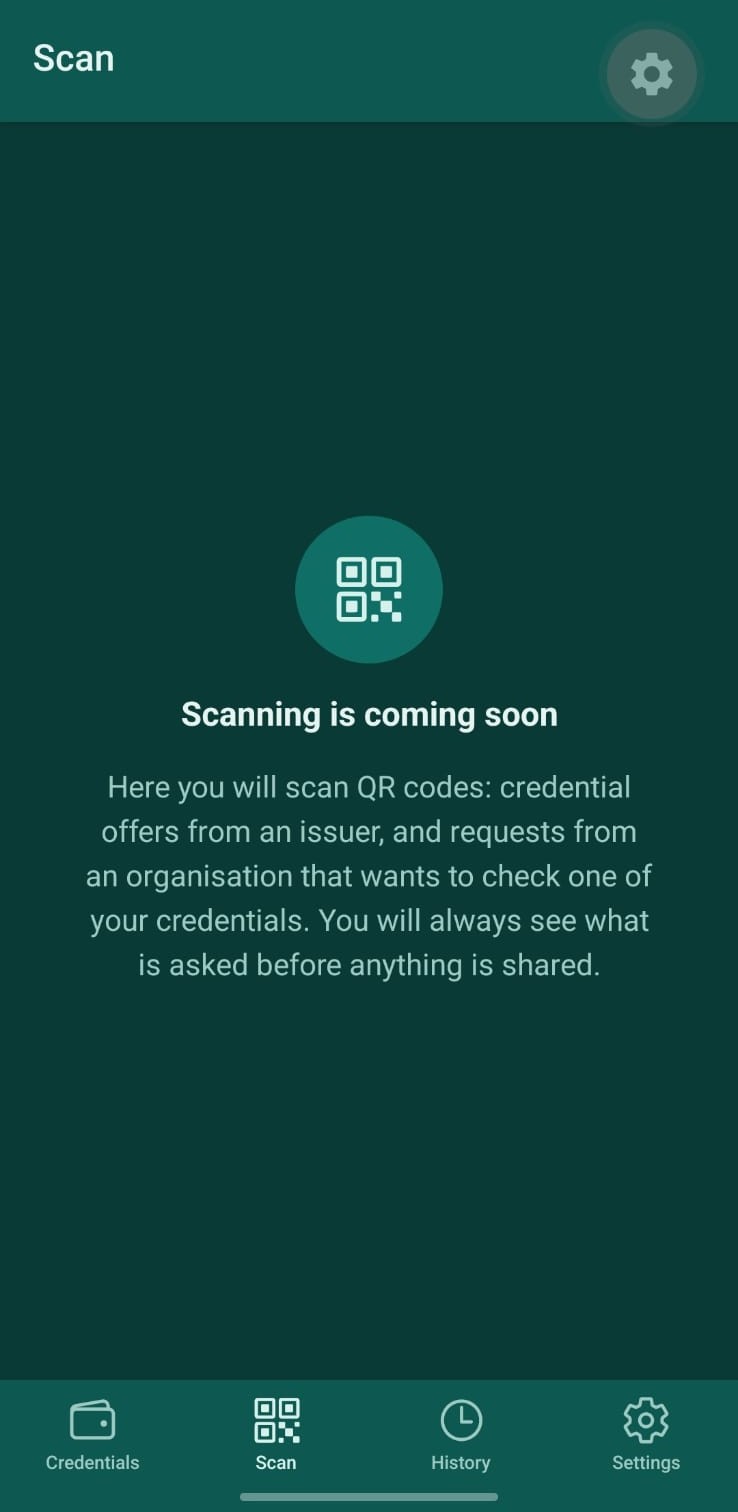 Scan
Scanning is coming soon
Here you will scan QR codes: credential
offers from an issuer, and requests from
an organisation that wants to check one of
your credentials. You will always see what
is asked before anything is shared.
Credentials
Scan
History
Settings